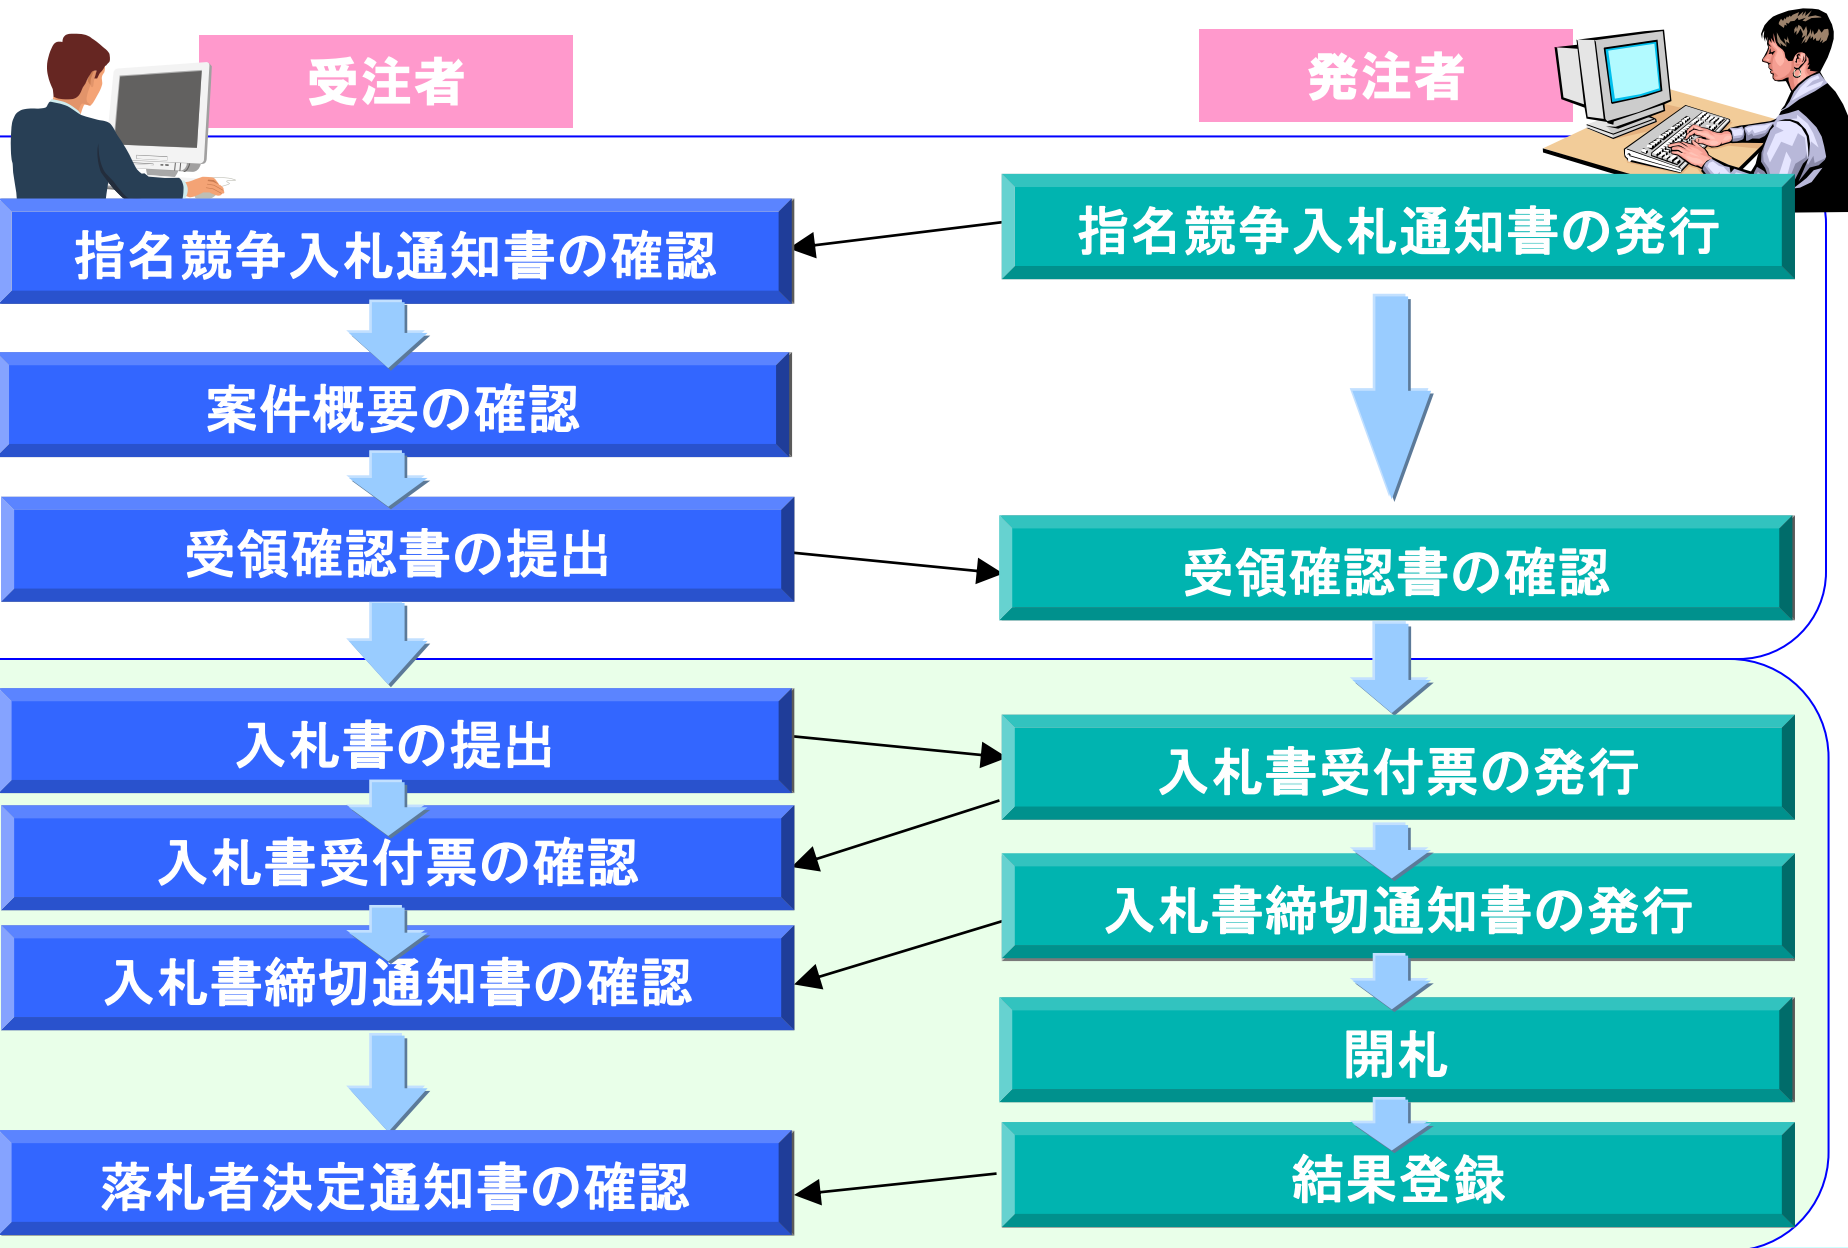 受注者
発注者
指名競争入札通知書の発行
指名競争入札通知書の確認
案件概要の確認
受領確認書の提出
受領確認書の確認
入札書の提出
入札書受付票の発行
入札書受付票の確認
入札書締切通知書の発行
入札書締切通知書の確認
開札
結果登録
落札者決定通知書の確認